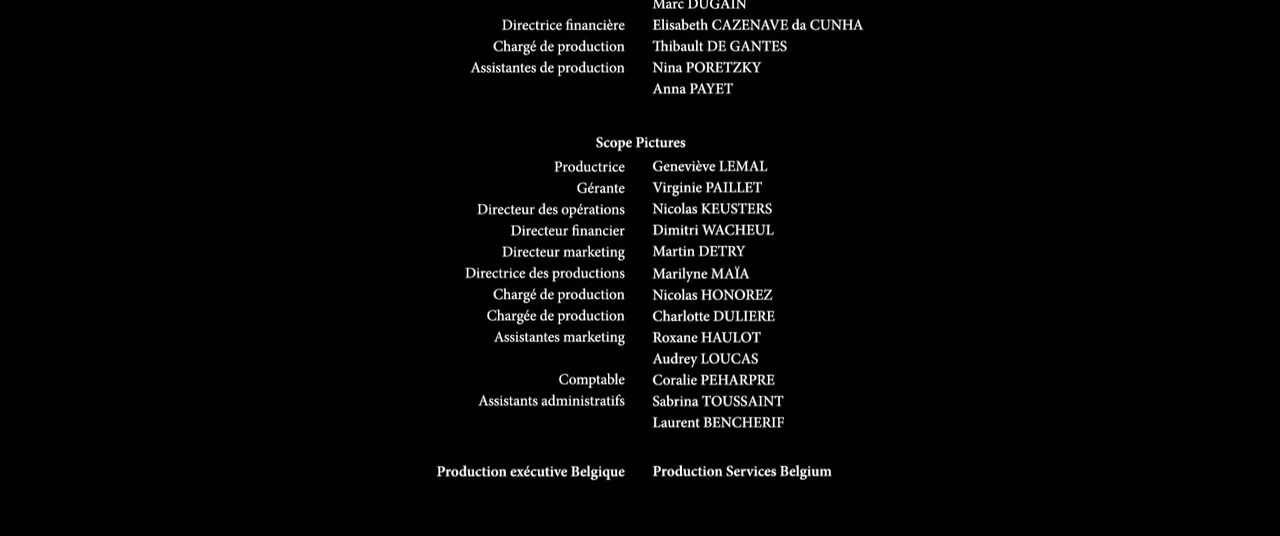 Marc DUGAIN
Directrice financière Elisabeth CAZENAVE da CUNHA
Chargé de production Thibault DE GANTES
Assistantes de production Nina PORETZKY
Anna PAYET
Scope Pictures
Productrice Geneviève LEMAL
Gérante Virginie PAILLET
Directeur des opérations Nicolas KEUSTERS
Directeur financier Dimitri WACHEUL
Directeur marketing Martin DETRY
Directrice des productions Marilyne MAÏA
Chargé de production Nicolas HONOREZ
Chargée de production Charlotte DULIERE
Assistantes marketing Roxane HAULOT
Audrey LOUCAS
Comptable Coralie PEHARPRE
Assistants administratifs Sabrina TOUSSAINT
Laurent BENCHERIF
Production exécutive Belgique Production Services Belgium